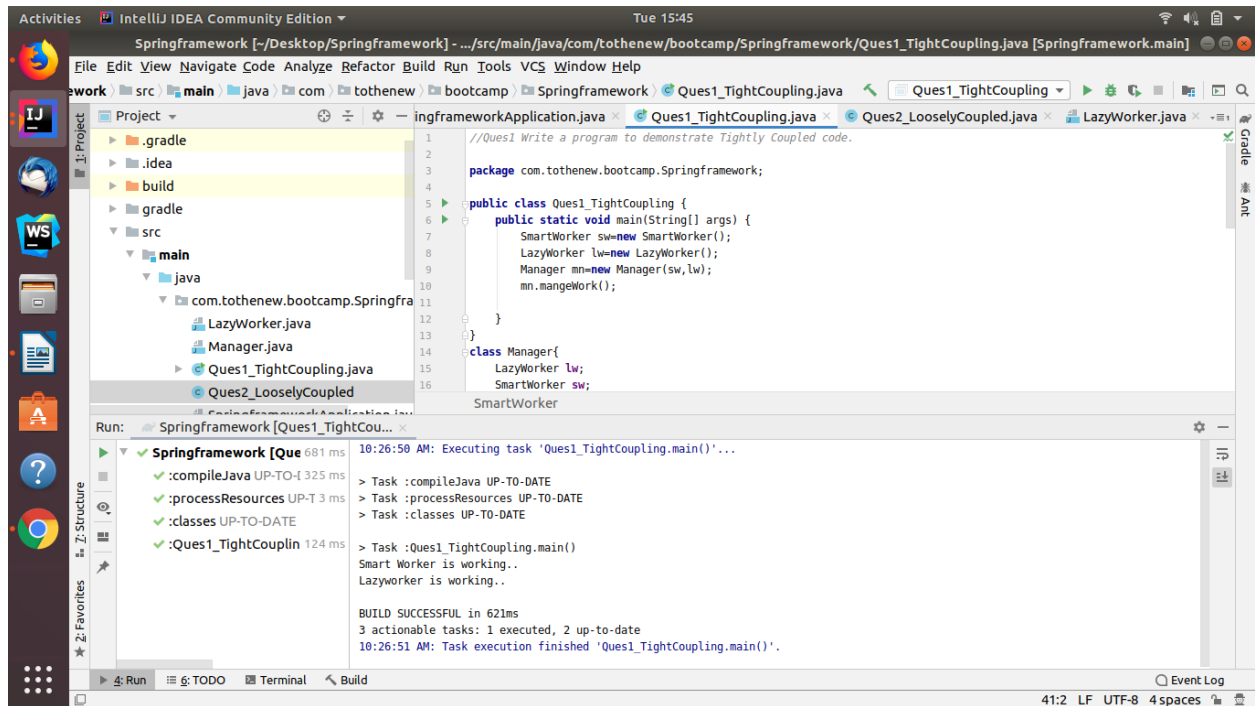 Activities IntelliJ IDEA Community Edition Tue 15:45
Springframework [~/Desktop/Springframework] - .../src/main/java/com/tothenew/bootcamp/Springframework/Ques1_TightCoupling.java [Springframework.main]
File Edit View Navigate Code Analyze Refactor Build Run Tools VCS Window Help
ework src main java com tothenew bootcamp Springframework Ques1_TightCoupling.java Ques1_TightCoupling
1: Project
Project
.gradle
.idea
build
gradle
src
main
java
com.tothenew.bootcamp.Springfra
LazyWorker.java
Manager.java
Ques1_TightCoupling.java
Ques2_LooselyCoupled
SpringframeworkApplication.jav
ingframeworkApplication.java Ques1_TightCoupling.java Ques2_LooselyCoupled.java LazyWorker.java
1 //Ques1 Write a program to demonstrate Tightly Coupled code.
2
3 package com.tothenew.bootcamp.Springframework;
4
5 public class Ques1_TightCoupling {
6 public static void main(String[] args) {
7 SmartWorker sw=new SmartWorker();
8 LazyWorker lw=new LazyWorker();
9 Manager mn=new Manager(sw,lw);
10 mn.mangeWork();
11
12 }
13 }
14 class Manager{
15 LazyWorker lw;
16 SmartWorker sw;
SmartWorker
Gradle
Ant
IJ
WS
Run: Springframework [Ques1_TightCou...
Springframework [Que 681 ms
:compileJava UP-TO-D 325 ms
:processResources UP-T 3 ms
:classes UP-TO-DATE
:Ques1_TightCouplin 124 ms
10:26:50 AM: Executing task 'Ques1_TightCoupling.main()'...
> Task :compileJava UP-TO-DATE
> Task :processResources UP-TO-DATE
> Task :classes UP-TO-DATE
> Task :Ques1_TightCoupling.main()
Smart Worker is working..
Lazyworker is working..
BUILD SUCCESSFUL in 621ms
3 actionable tasks: 1 executed, 2 up-to-date
10:26:51 AM: Task execution finished 'Ques1_TightCoupling.main()'.
Z: Structure
2: Favorites
4: Run 6: TODO Terminal Build Event Log
41:2 LF UTF-8 4 spaces